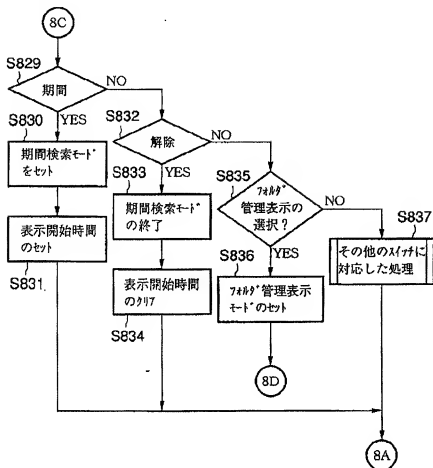 8C
S829
期間
NO
YES
S830
期間検索ﾓｰﾄﾞ
をセット
表示開始時間
のセット
S831
S832
解除
NO
YES
S833
期間検索ﾓｰﾄﾞ
の終了
表示開始時間
のｸﾘｱ
S834
S835
ﾌｫﾙﾀﾞ
管理表示
の選択?
NO
YES
S836
ﾌｫﾙﾀﾞ管理表示
ﾓｰﾄﾞのセット
8D
S837
その他のｽｲｯﾁに
対応した処理
8A